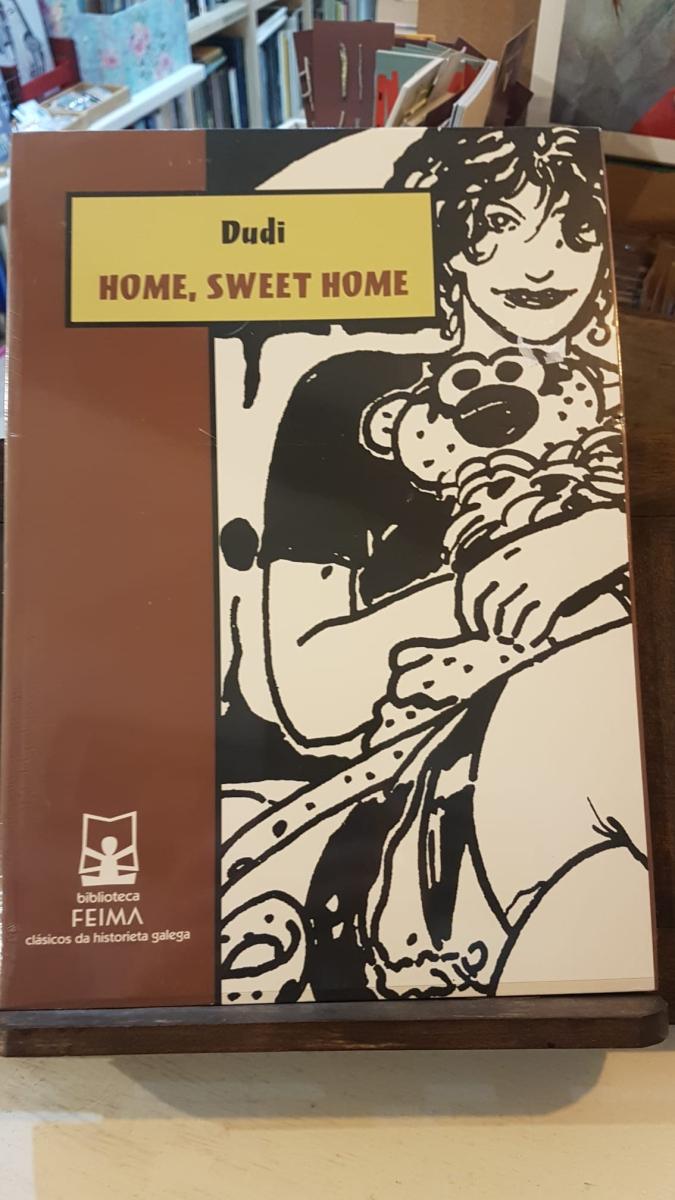 Dudi
HOME, SWEET HOME
biblioteca
FEIMA
clásicos da historieta galega